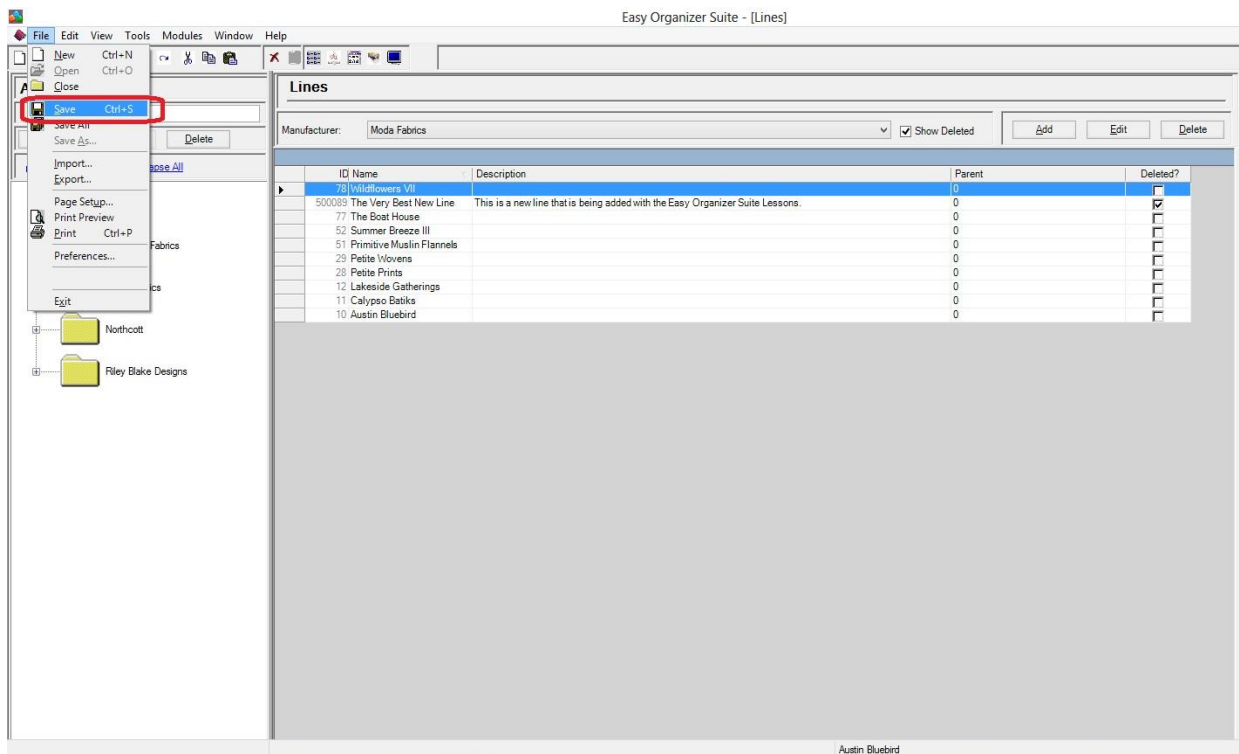 Easy Organizer Suite - [Lines]
File Edit View Tools Modules Window Help
New Ctrl+N
Open Ctrl+O
Close
Save Ctrl+S
Save All
Save As...
Import...
Export...
Page Setup...
Print Preview
Print Ctrl+P
Preferences...
Exit
Delete
Fabrics
Northcott
Riley Blake Designs
Lines
Manufacturer: Moda Fabrics Show Deleted Add Edit Delete
ID Name Description Parent Deleted?
78 Wildflowers VII 0
500089 The Very Best New Line This is a new line that is being added with the Easy Organizer Suite Lessons. 0
77 The Boat House 0
52 Summer Breeze III 0
51 Primitive Muslin Flannels 0
29 Petite Wovens 0
28 Petite Prints 0
12 Lakeside Gatherings 0
11 Calypso Batiks 0
10 Austin Bluebird 0
Austin Bluebird